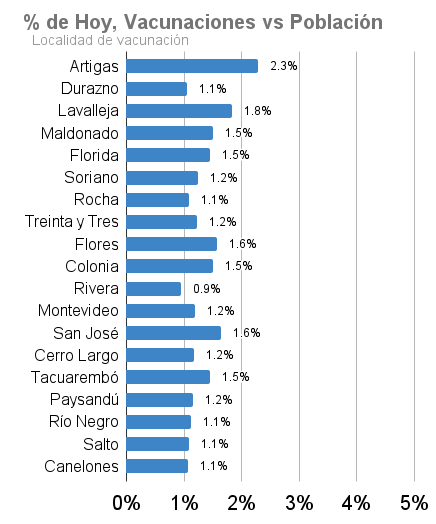 % de Hoy, Vacunaciones vs Población
Localidad de vacunación
Artigas 2.3%
Durazno 1.1%
Lavalleja 1.8%
Maldonado 1.5%
Florida 1.5%
Soriano 1.2%
Rocha 1.1%
Treinta y Tres 1.2%
Flores 1.6%
Colonia 1.5%
Rivera 0.9%
Montevideo 1.2%
San José 1.6%
Cerro Largo 1.2%
Tacuarembó 1.5%
Paysandú 1.2%
Río Negro 1.1%
Salto 1.1%
Canelones 1.1%
0% 1% 2% 3% 4% 5%